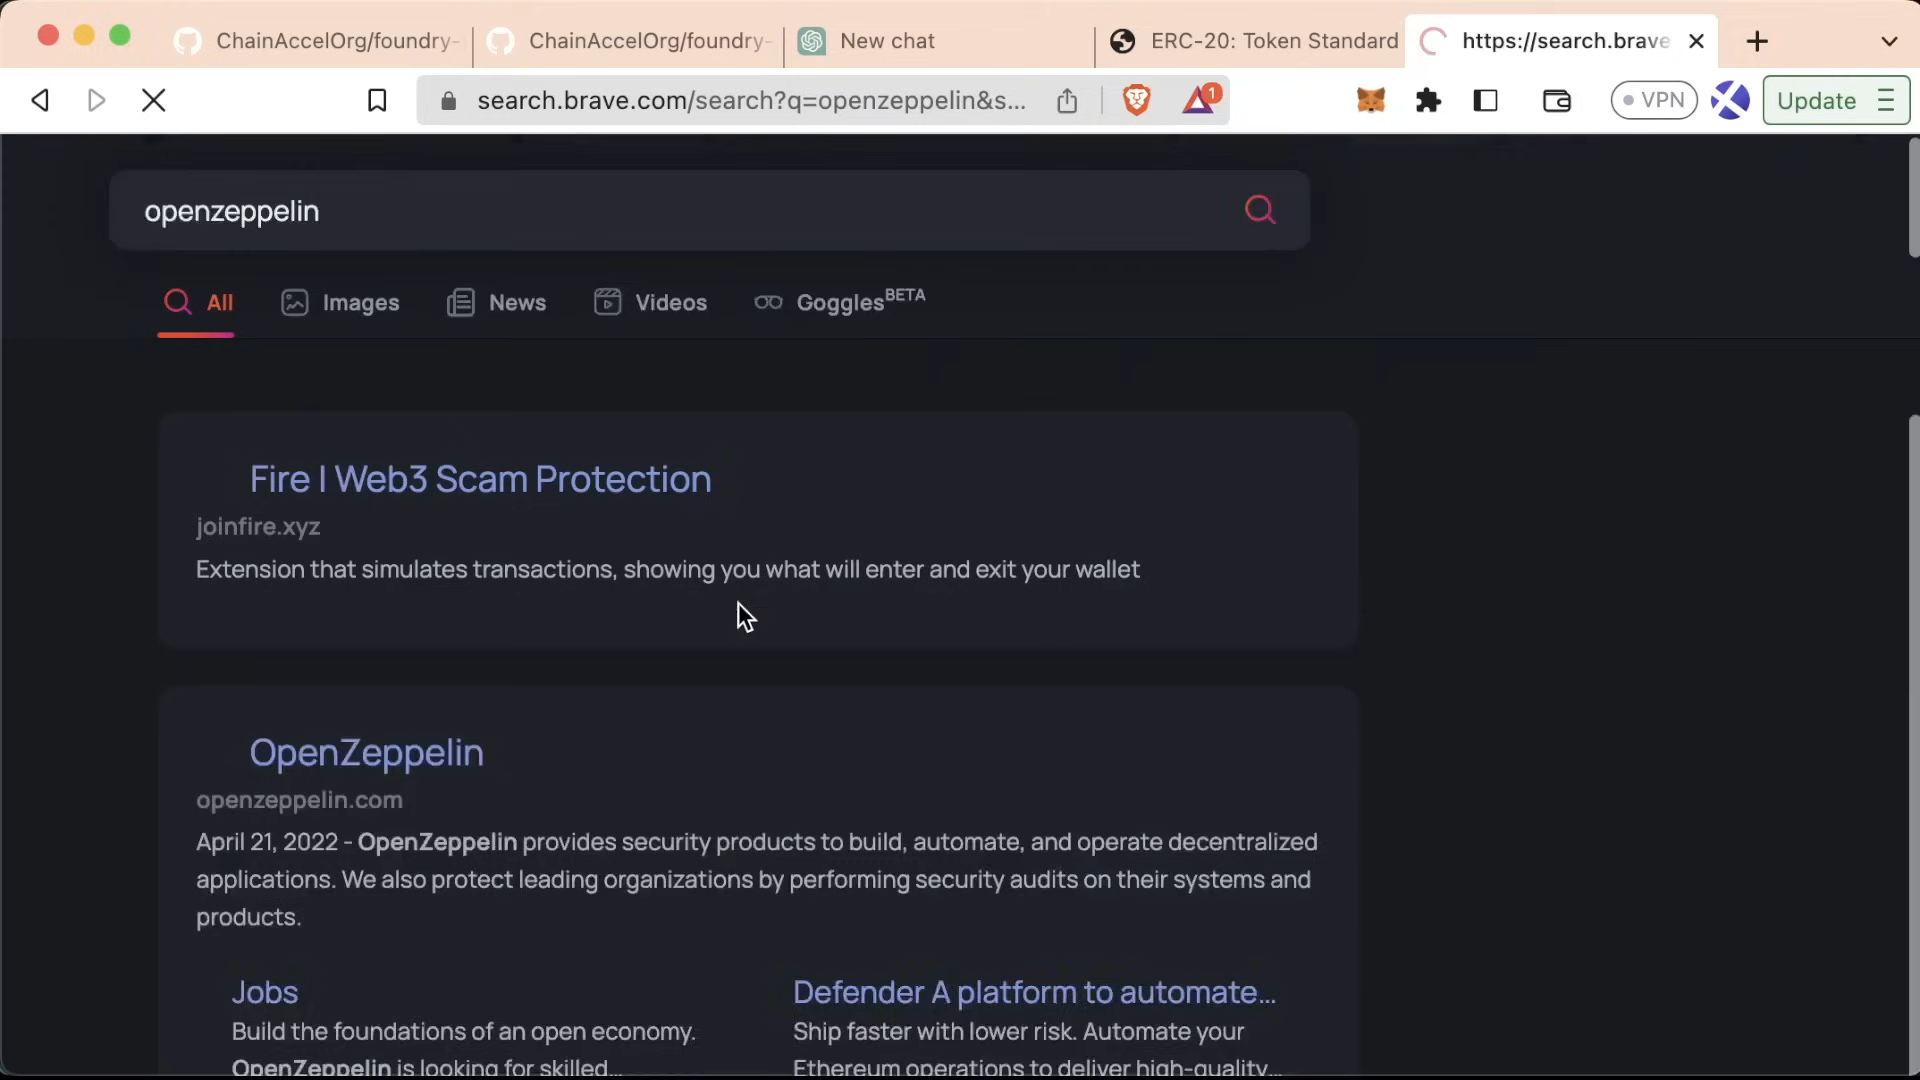 ChainAccelOrg/foundry-
ChainAccelOrg/foundry-
New chat
ERC-20: Token Standard
https://search.brave
search.brave.com/search?q=openzeppelin&s...
1
VPN
Update
openzeppelin
All
Images
News
Videos
Goggles BETA
Fire | Web3 Scam Protection
joinfire.xyz
Extension that simulates transactions, showing you what will enter and exit your wallet
OpenZeppelin
openzeppelin.com
April 21, 2022 - OpenZeppelin provides security products to build, automate, and operate decentralized
applications. We also protect leading organizations by performing security audits on their systems and
products.
Jobs
Build the foundations of an open economy.
OpenZeppelin is looking for skilled...
Defender A platform to automate...
Ship faster with lower risk. Automate your
Ethereum operations to deliver high-quality...